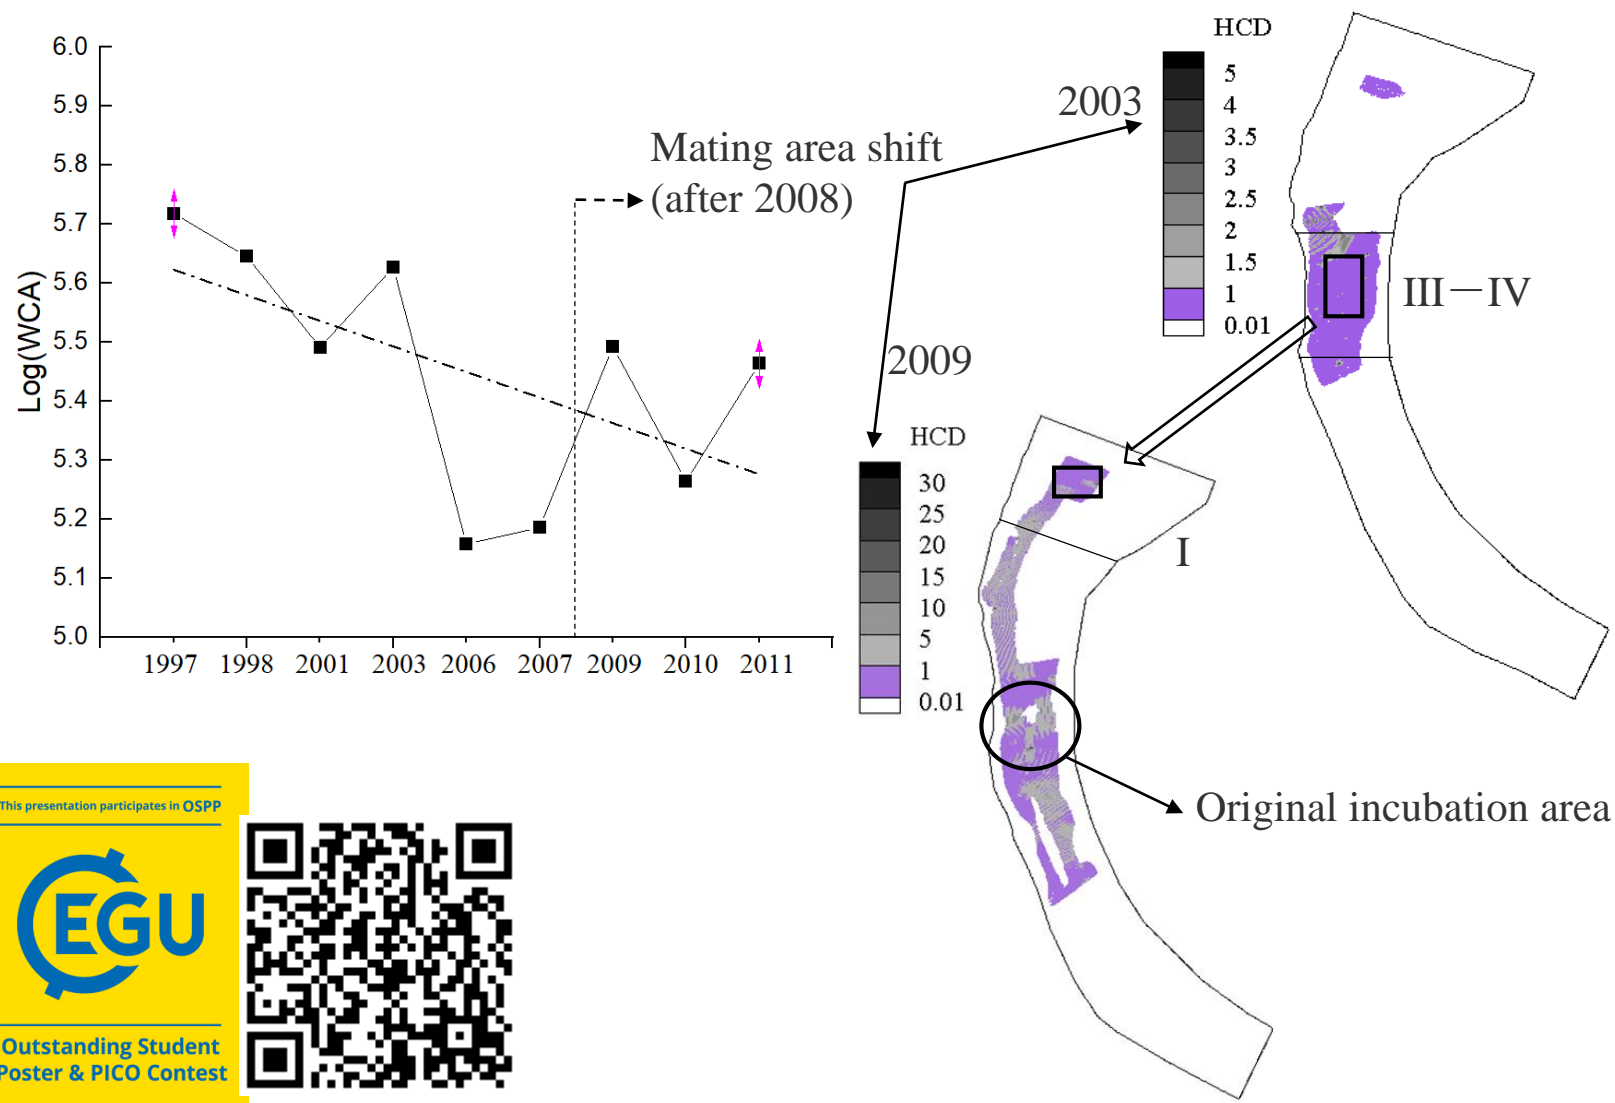 6.0
5.9
5.8
5.7
5.6
5.5
5.4
5.3
5.2
5.1
5.0
Log(WCA)
1997 1998 2001 2003 2006 2007 2009 2010 2011
Mating area shift
(after 2008)
2003
2009
HCD
5
4
3.5
3
2.5
2
1.5
1
0.01
III—IV
HCD
30
25
20
15
10
5
1
0.01
I
Original incubation area
This presentation participates in OSPP
EGU
Outstanding Student
Poster & PICO Contest